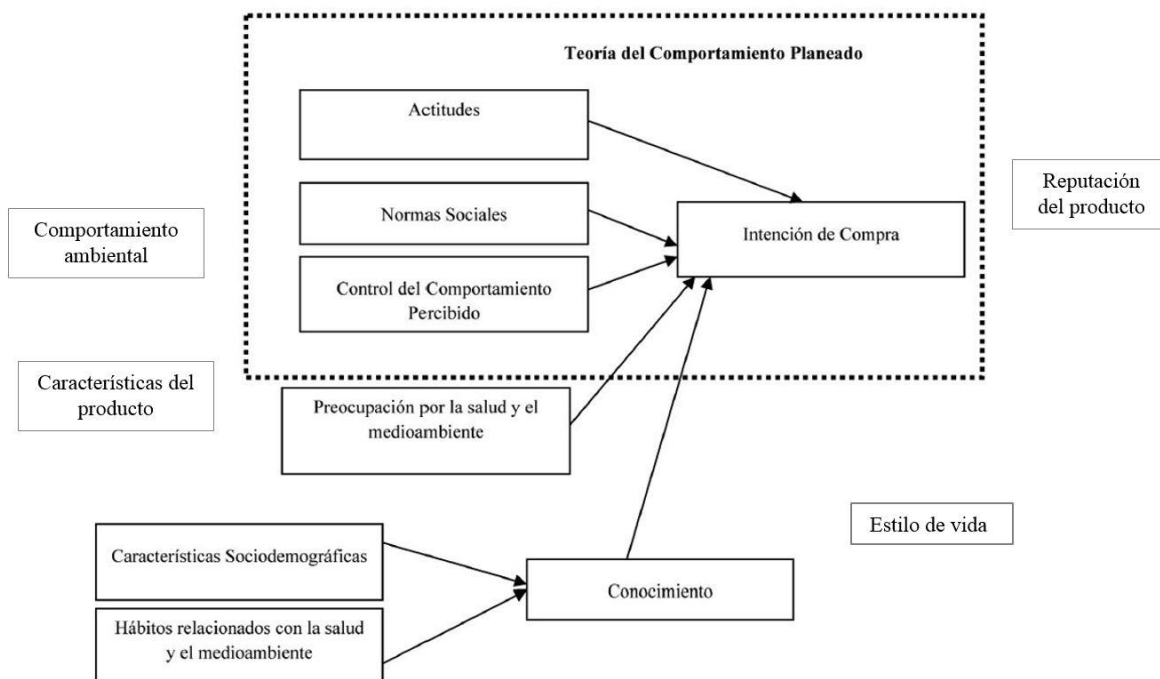 Teoría del Comportamiento Planeado
Actitudes
Normas Sociales
Control del Comportamiento
Percibido
Intención de Compra
Reputación
del producto
Comportamiento
ambiental
Características del
producto
Preocupación por la salud y el
medioambiente
Estilo de vida
Características Sociodemográficas
Hábitos relacionados con la salud
y el medioambiente
Conocimiento